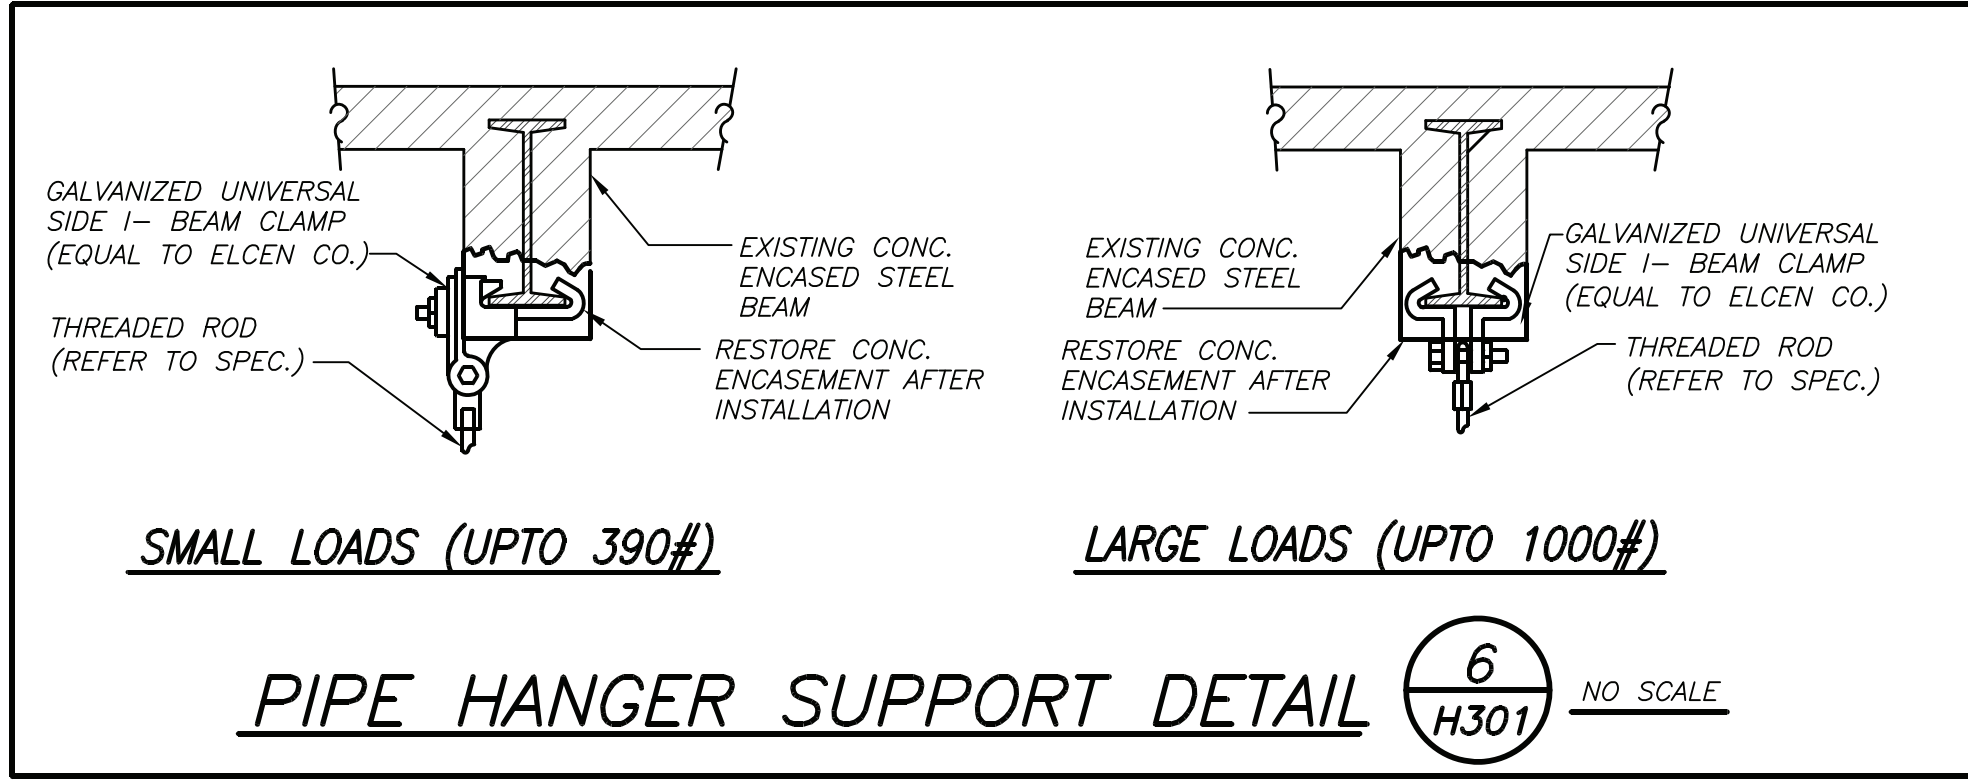 GALVANIZED UNIVERSAL
SIDE I- BEAM CLAMP
(EQUAL TO ELCEN CO.)
THREADED ROD
(REFER TO SPEC.)
EXISTING CONC.
ENCASED STEEL
BEAM
RESTORE CONC.
ENCASEMENT AFTER
INSTALLATION
SMALL LOADS (UPTO 390#)
EXISTING CONC.
ENCASED STEEL
BEAM
RESTORE CONC.
ENCASEMENT AFTER
INSTALLATION
GALVANIZED UNIVERSAL
SIDE I- BEAM CLAMP
(EQUAL TO ELCEN CO.)
THREADED ROD
(REFER TO SPEC.)
LARGE LOADS (UPTO 1000#)
PIPE HANGER SUPPORT DETAIL
6
H301
NO SCALE